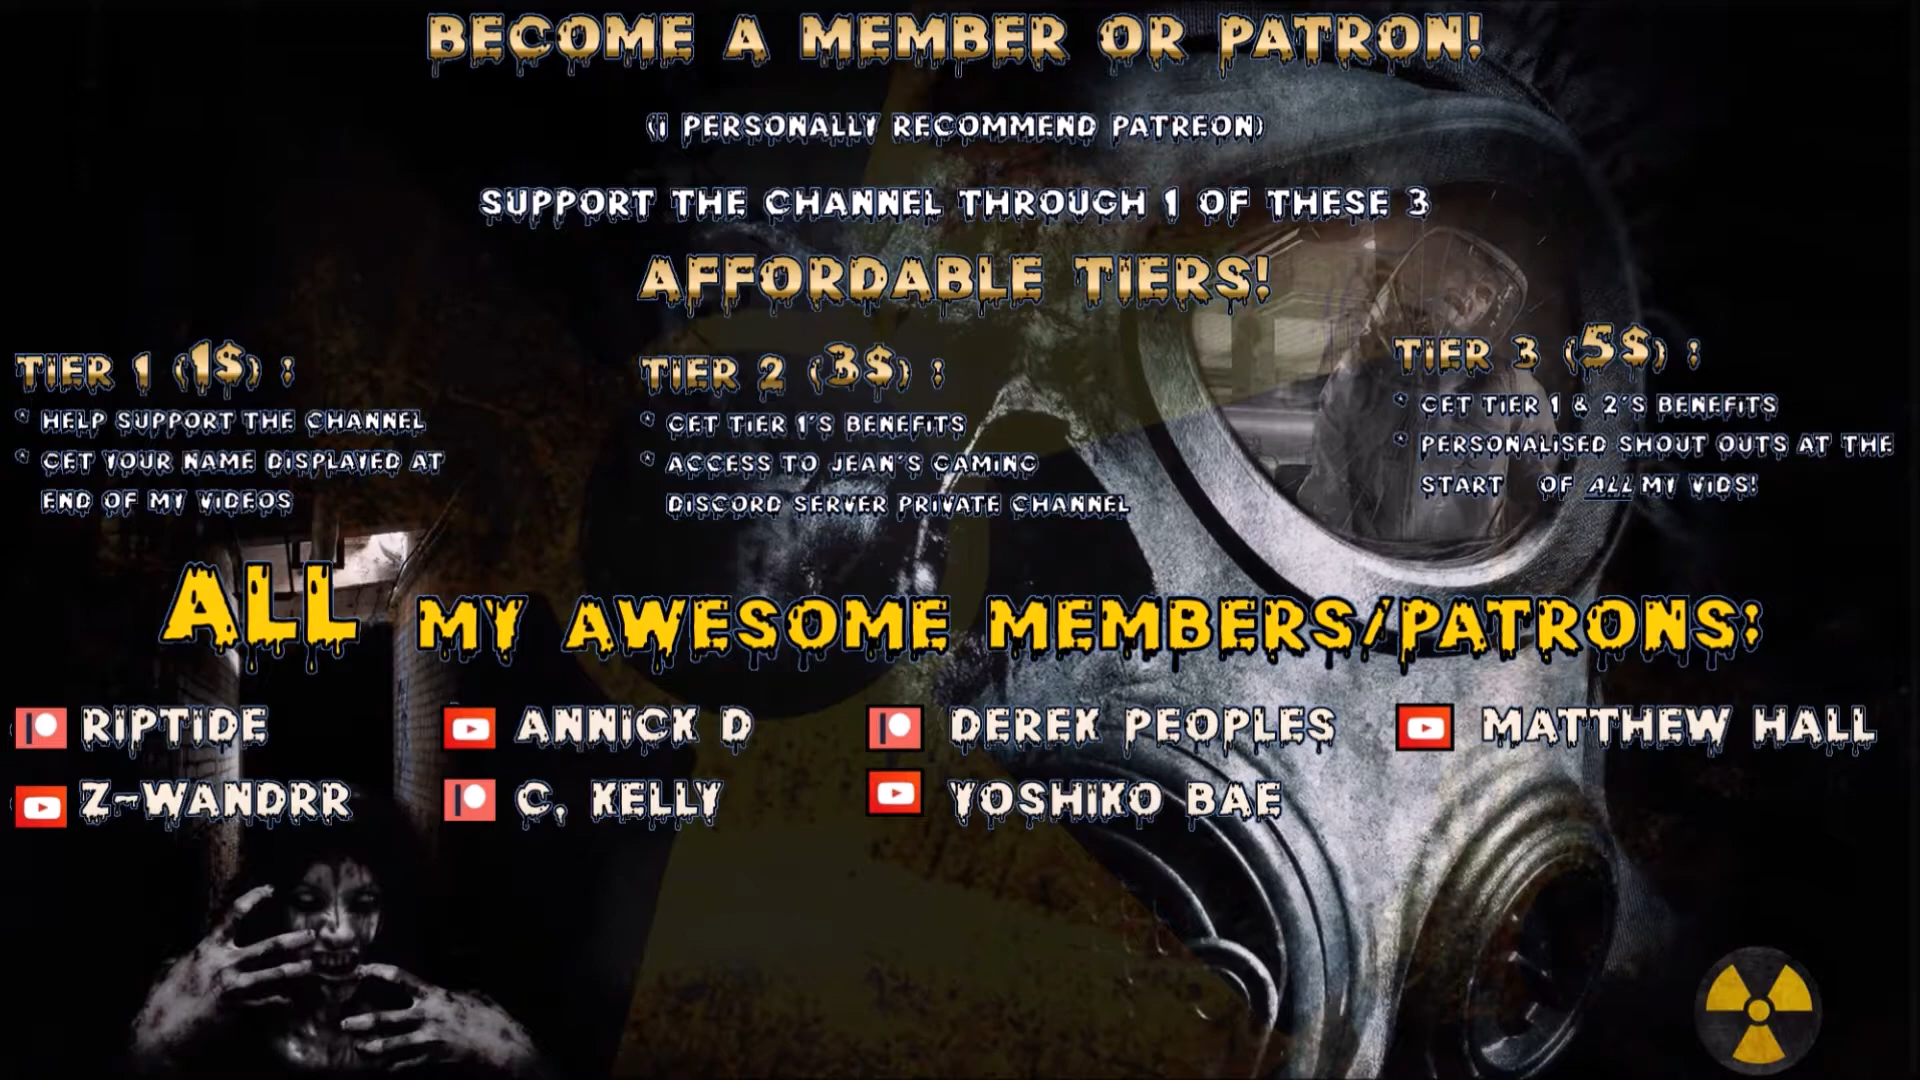 BECOME A MEMBER OR PATRON!
(I PERSONALLY RECOMMEND PATREON)
SUPPORT THE CHANNEL THROUGH 1 OF THESE 3
AFFORDABLE TIERS!
TIER 1 (1$) :
* HELP SUPPORT THE CHANNEL
* GET YOUR NAME DISPLAYED AT
END OF MY VIDEOS
TIER 2 (3$) :
* GET TIER 1'S BENEFITS
* ACCESS TO JEAN'S GAMING
DISCORD SERVER PRIVATE CHANNEL
TIER 3 (5$) :
* GET TIER 1 & 2'S BENEFITS
* PERSONALISED SHOUT OUTS AT THE
START OF ALL MY VIDS!
ALL MY AWESOME MEMBERS/PATRONS:
RIPTIDE ANNICK D DEREK PEOPLES MATTHEW HALL
Z-WANDRR C, KELLY YOSHIKO BAE